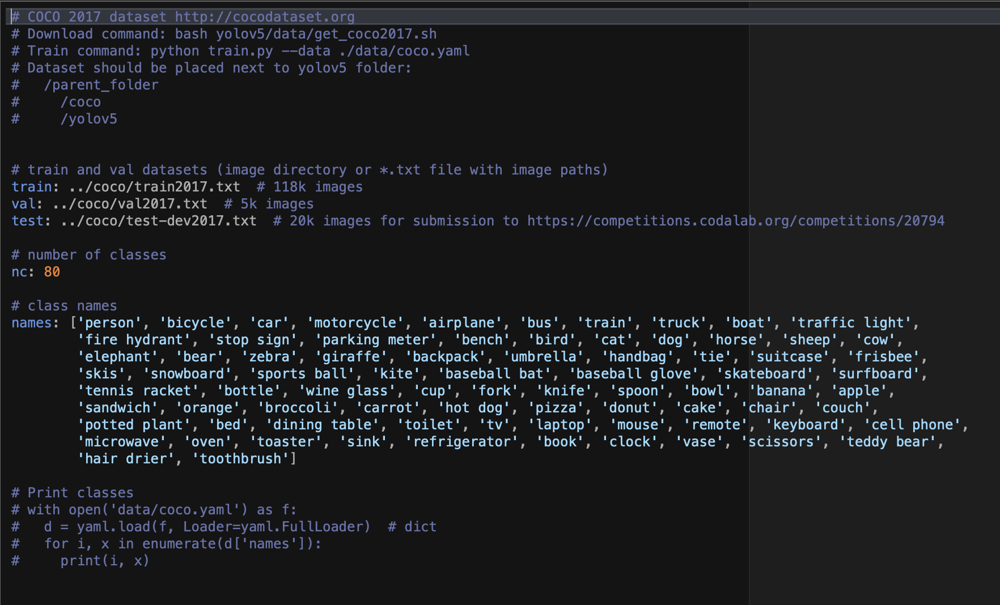 # COCO 2017 dataset http://cocodataset.org
# Download command: bash yolov5/data/get_coco2017.sh
# Train command: python train.py --data ./data/coco.yaml
# Dataset should be placed next to yolov5 folder:
#   /parent_folder
#     /coco
#     /yolov5
# train and val datasets (image directory or *.txt file with image paths)
train: ../coco/train2017.txt  # 118k images
val: ../coco/val2017.txt  # 5k images
test: ../coco/test-dev2017.txt  # 20k images for submission to https://competitions.codalab.org/competitions/20794
# number of classes
nc: 80
# class names
names: ['person', 'bicycle', 'car', 'motorcycle', 'airplane', 'bus', 'train', 'truck', 'boat', 'traffic light',
        'fire hydrant', 'stop sign', 'parking meter', 'bench', 'bird', 'cat', 'dog', 'horse', 'sheep', 'cow',
        'elephant', 'bear', 'zebra', 'giraffe', 'backpack', 'umbrella', 'handbag', 'tie', 'suitcase', 'frisbee',
        'skis', 'snowboard', 'sports ball', 'kite', 'baseball bat', 'baseball glove', 'skateboard', 'surfboard',
        'tennis racket', 'bottle', 'wine glass', 'cup', 'fork', 'knife', 'spoon', 'bowl', 'banana', 'apple',
        'sandwich', 'orange', 'broccoli', 'carrot', 'hot dog', 'pizza', 'donut', 'cake', 'chair', 'couch',
        'potted plant', 'bed', 'dining table', 'toilet', 'tv', 'laptop', 'mouse', 'remote', 'keyboard', 'cell phone',
        'microwave', 'oven', 'toaster', 'sink', 'refrigerator', 'book', 'clock', 'vase', 'scissors', 'teddy bear',
        'hair drier', 'toothbrush']
# Print classes
# with open('data/coco.yaml') as f:
#   d = yaml.load(f, Loader=yaml.FullLoader)  # dict
#   for i, x in enumerate(d['names']):
#     print(i, x)